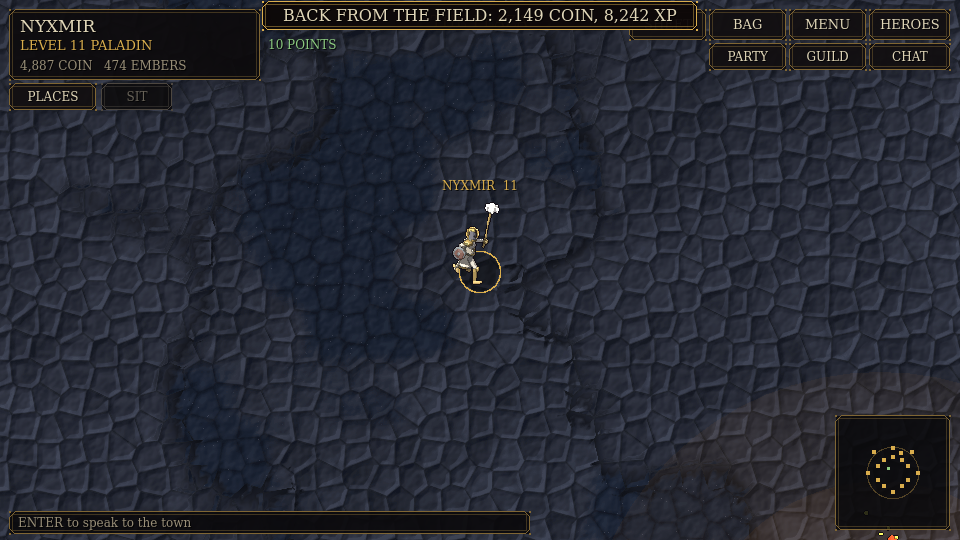 NYXMIR
LEVEL 11 PALADIN
4,887 COIN 474 EMBERS
BACK FROM THE FIELD: 2,149 COIN, 8,242 XP
10 POINTS
BAG
MENU
HEROES
PARTY
GUILD
CHAT
PLACES
SIT
NYXMIR 11
ENTER to speak to the town